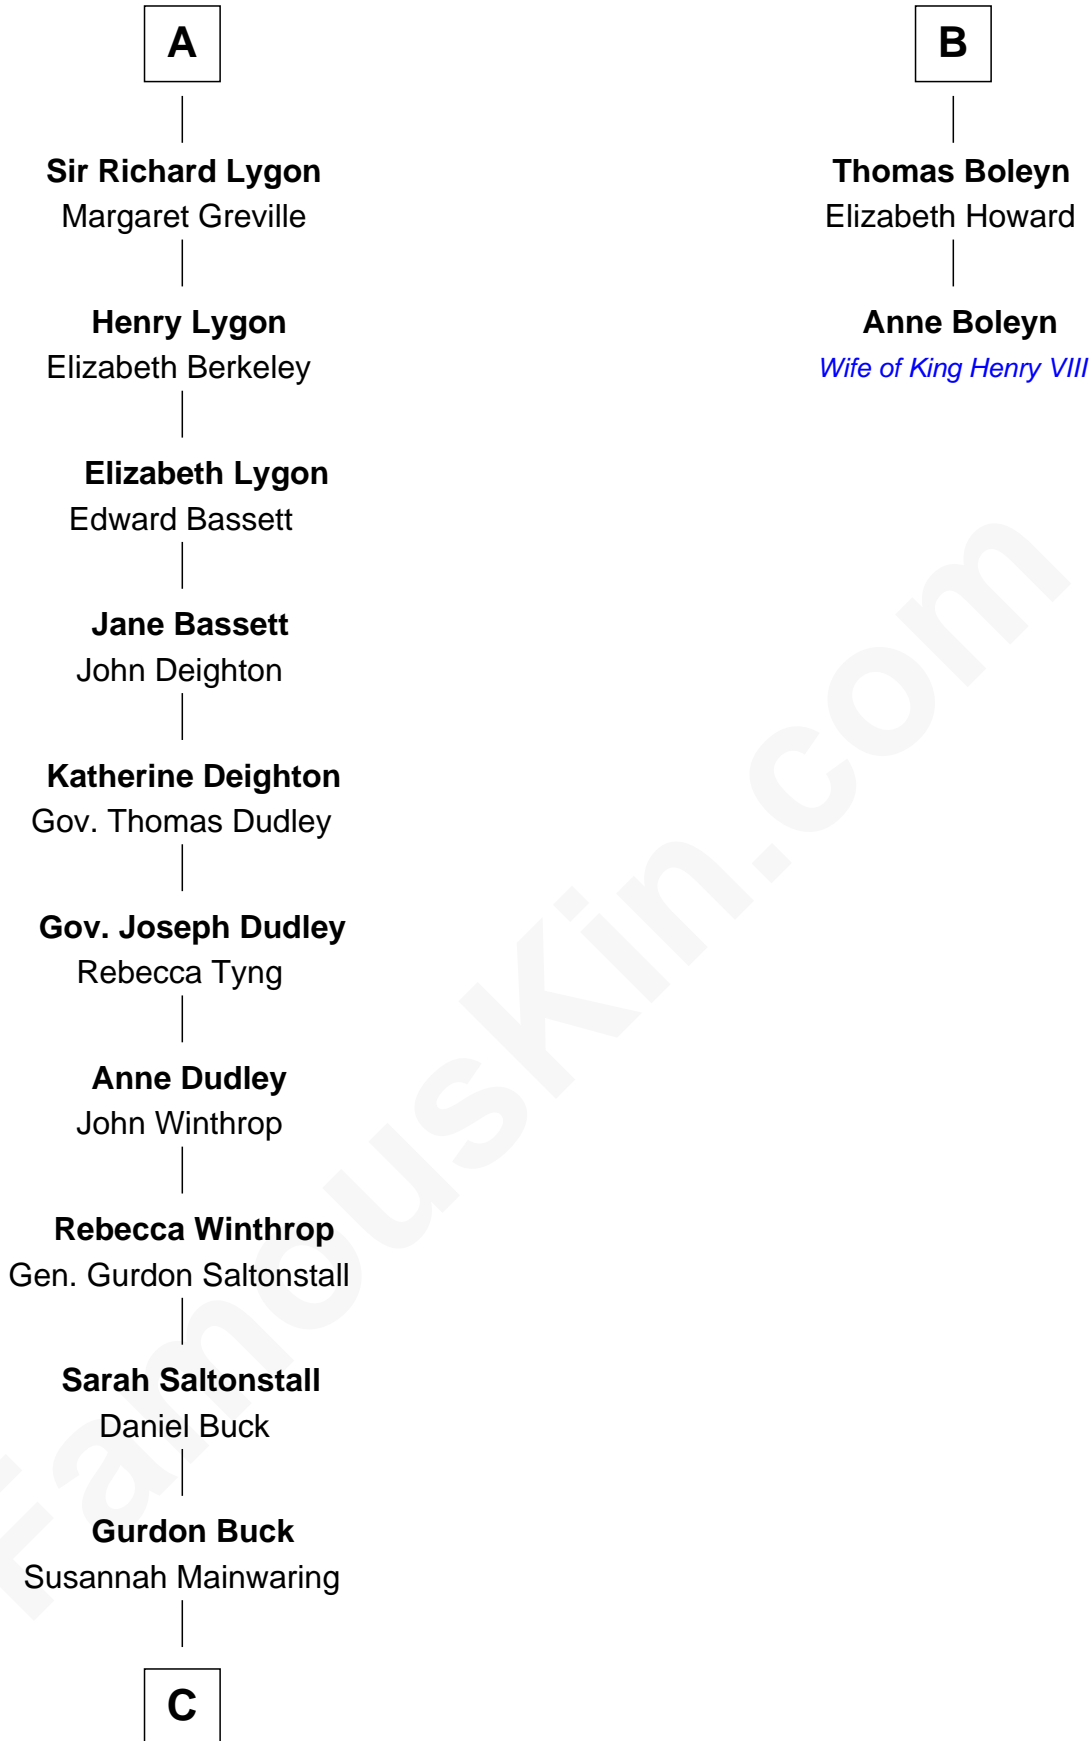 A
Sir Richard Lygon
Margaret Greville
Henry Lygon
Elizabeth Berkeley
Elizabeth Lygon
Edward Bassett
Jane Bassett
John Deighton
Katherine Deighton
Gov. Thomas Dudley
Gov. Joseph Dudley
Rebecca Tyng
Anne Dudley
John Winthrop
Rebecca Winthrop
Gen. Gurdon Saltonstall
Sarah Saltonstall
Daniel Buck
Gurdon Buck
Susannah Mainwaring
C
B
Thomas Boleyn
Elizabeth Howard
Anne Boleyn
Wife of King Henry VIII
FamousKin.com